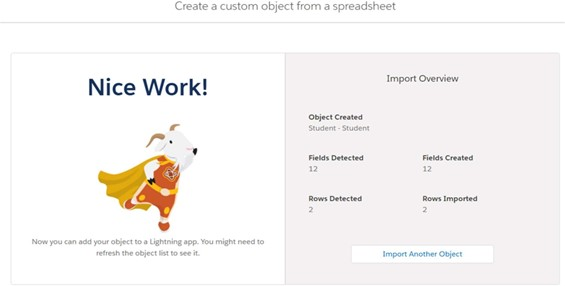 Create a custom object from a spreadsheet
Nice Work!
Now you can add your object to a Lightning app. You might need to
refresh the object list to see it.
Import Overview
Object Created
Student - Student
Fields Detected
12
Fields Created
12
Rows Detected
2
Rows Imported
2
Import Another Object